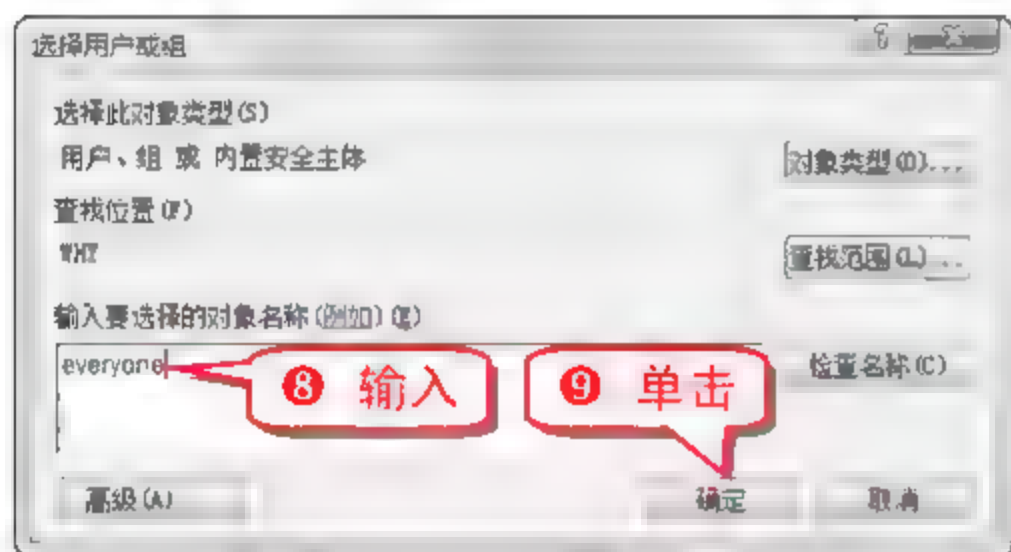 选择用户或组
选择此对象类型(S)
用户、组 或 内置安全主体
对象类型(O)...
查找位置(F)
WHY
查找范围(L)...
输入要选择的对象名称(例如)(E)
everyone
❽ 输入
❾ 单击
检查名称(C)
高级(A)
确定
取消